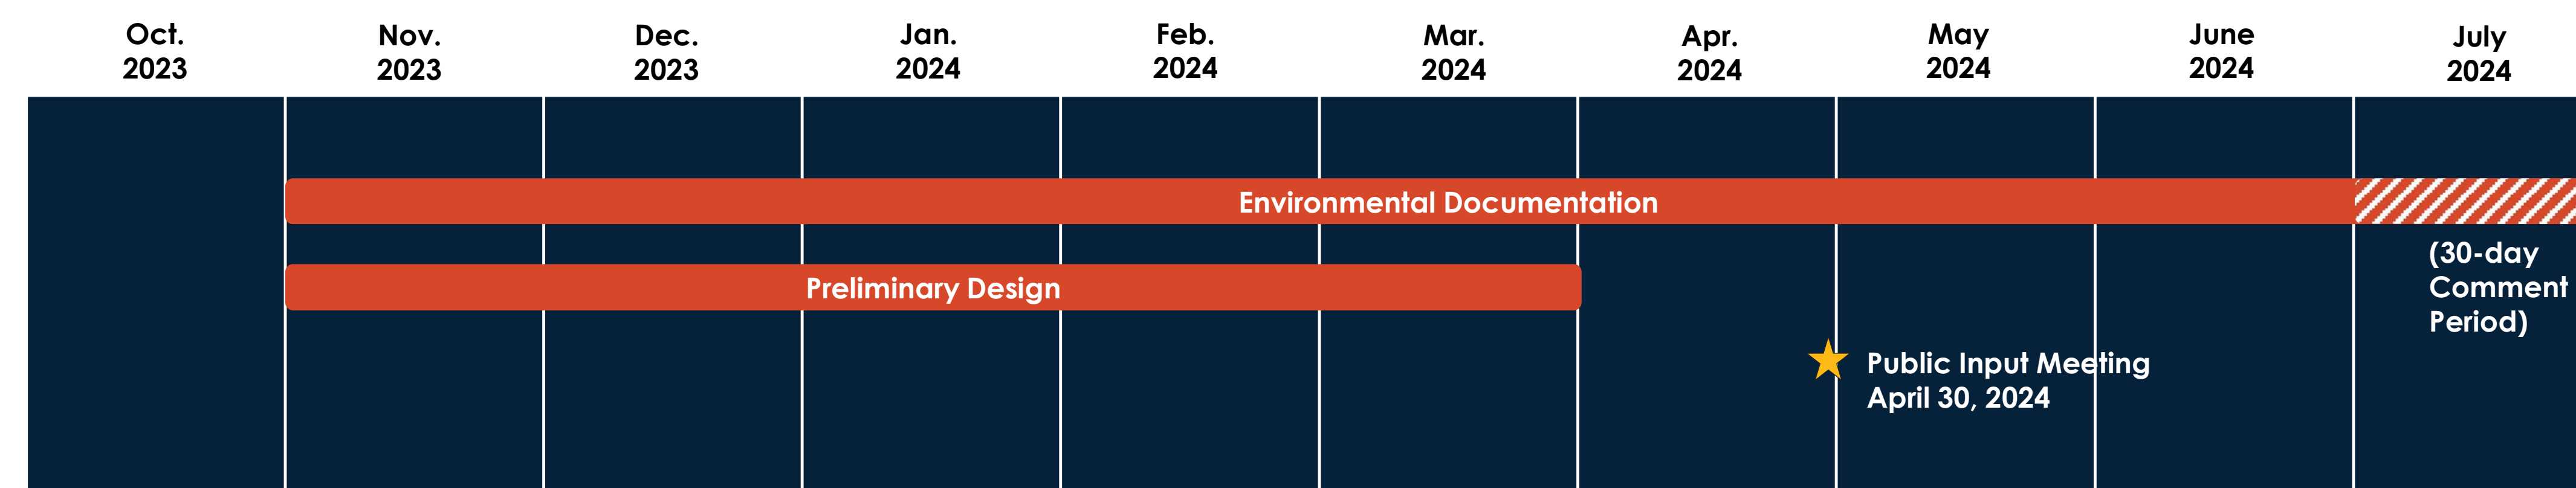 Oct.
2023
Nov.
2023
Dec.
2023
Jan.
2024
Feb.
2024
Mar.
2024
Apr.
2024
May
2024
June
2024
July
2024
Environmental Documentation
(30-day
Comment
Period)
Preliminary Design
Public Input Meeting
April 30, 2024